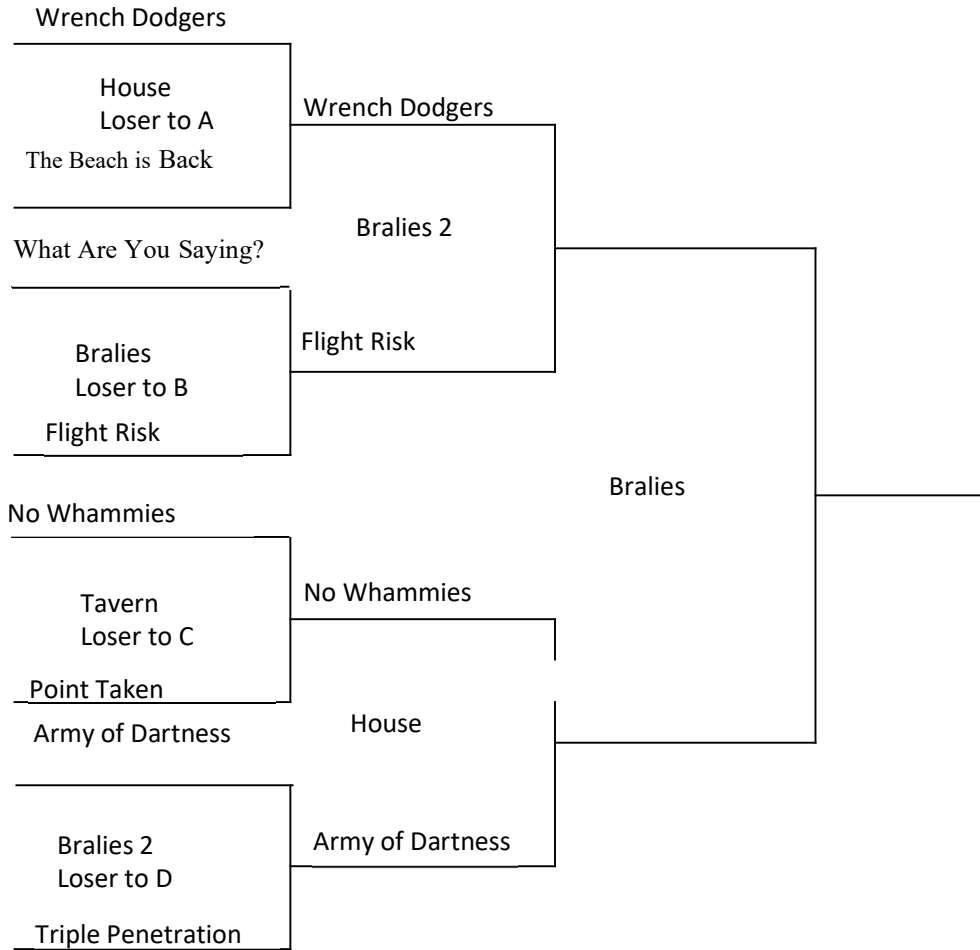 Wrench Dodgers
House
Loser to A
Wrench Dodgers
The Beach is Back
Bralies 2
What Are You Saying?
Flight Risk
Bralies
Loser to B
Flight Risk
Bralies
No Whammies
No Whammies
Tavern
Loser to C
Point Taken
House
Army of Dartness
Army of Dartness
Bralies 2
Loser to D
Triple Penetration